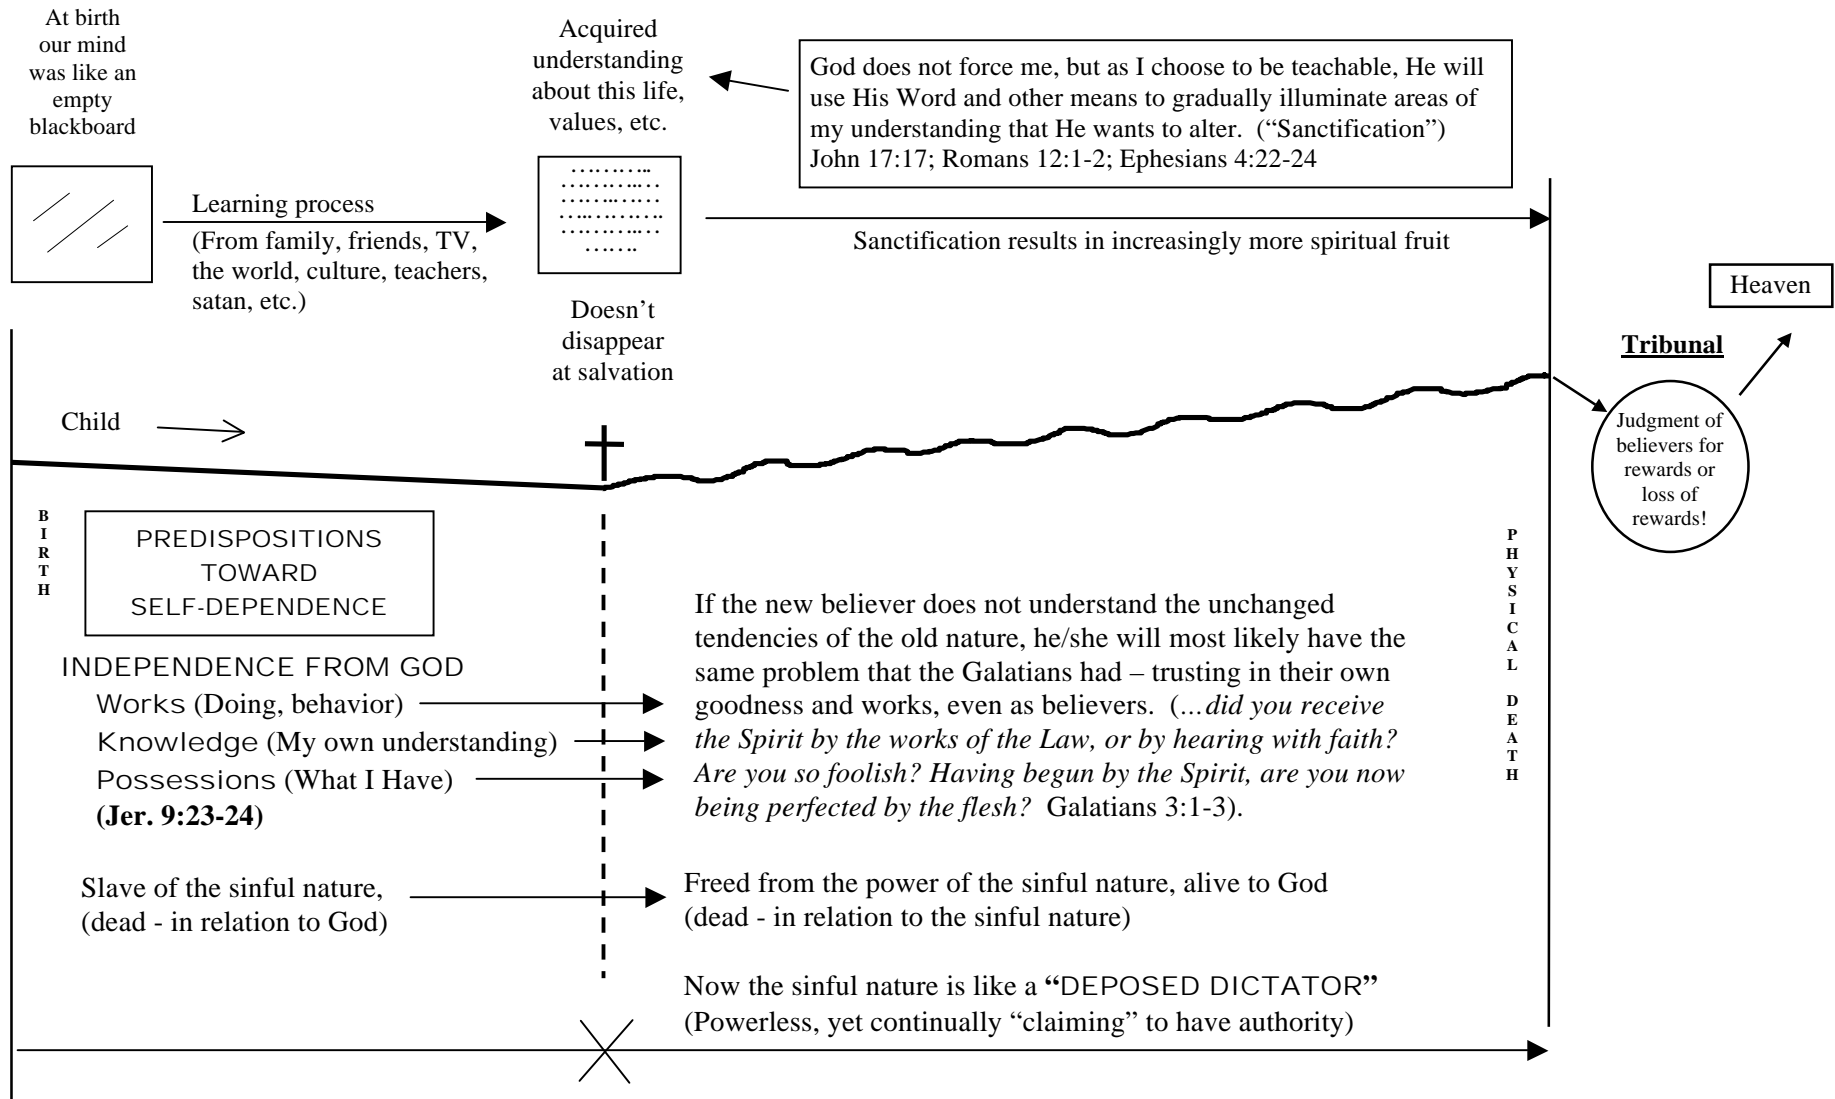 At birth
our mind
was like an
empty
blackboard
Acquired
understanding
about this life,
values, etc.
God does not force me, but as I choose to be teachable, He will
use His Word and other means to gradually illuminate areas of
my understanding that He wants to alter.  (“Sanctification”)
John 17:17; Romans 12:1-2; Ephesians 4:22-24
Learning process
(From family, friends, TV,
the world, culture, teachers,
satan, etc.)
Sanctification results in increasingly more spiritual fruit
Doesn’t
disappear
at salvation
Heaven
Tribunal
Judgment of
believers for
rewards or
loss of
rewards!
Child
BIRTH
PREDISPOSITIONS
TOWARD
SELF-DEPENDENCE
INDEPENDENCE FROM GOD
Works (Doing, behavior)
Knowledge (My own understanding)
Possessions (What I Have)
(Jer. 9:23-24)
If the new believer does not understand the unchanged
tendencies of the old nature, he/she will most likely have the
same problem that the Galatians had – trusting in their own
goodness and works, even as believers.  (…did you receive
the Spirit by the works of the Law, or by hearing with faith?
Are you so foolish? Having begun by the Spirit, are you now
being perfected by the flesh?  Galatians 3:1-3).
PHYSICAL DEATH
Slave of the sinful nature,
(dead - in relation to God)
Freed from the power of the sinful nature, alive to God
(dead - in relation to the sinful nature)
Now the sinful nature is like a “DEPOSED DICTATOR”
(Powerless, yet continually “claiming” to have authority)